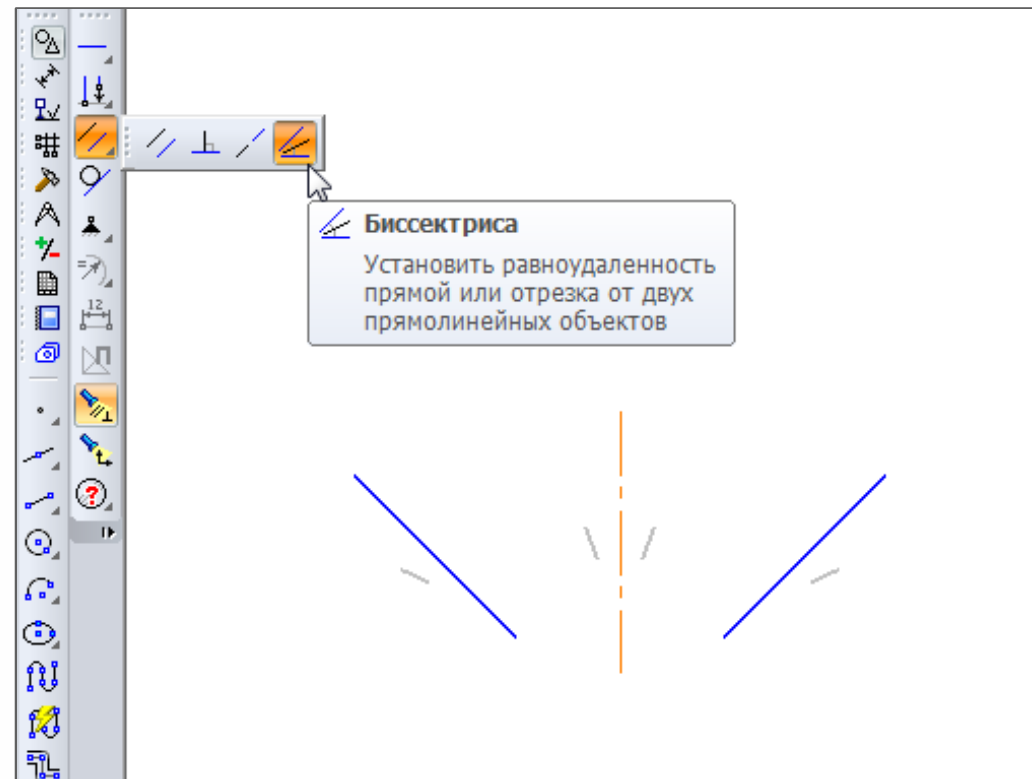 Биссектриса
Установить равноудаленность
прямой или отрезка от двух
прямолинейных объектов
12